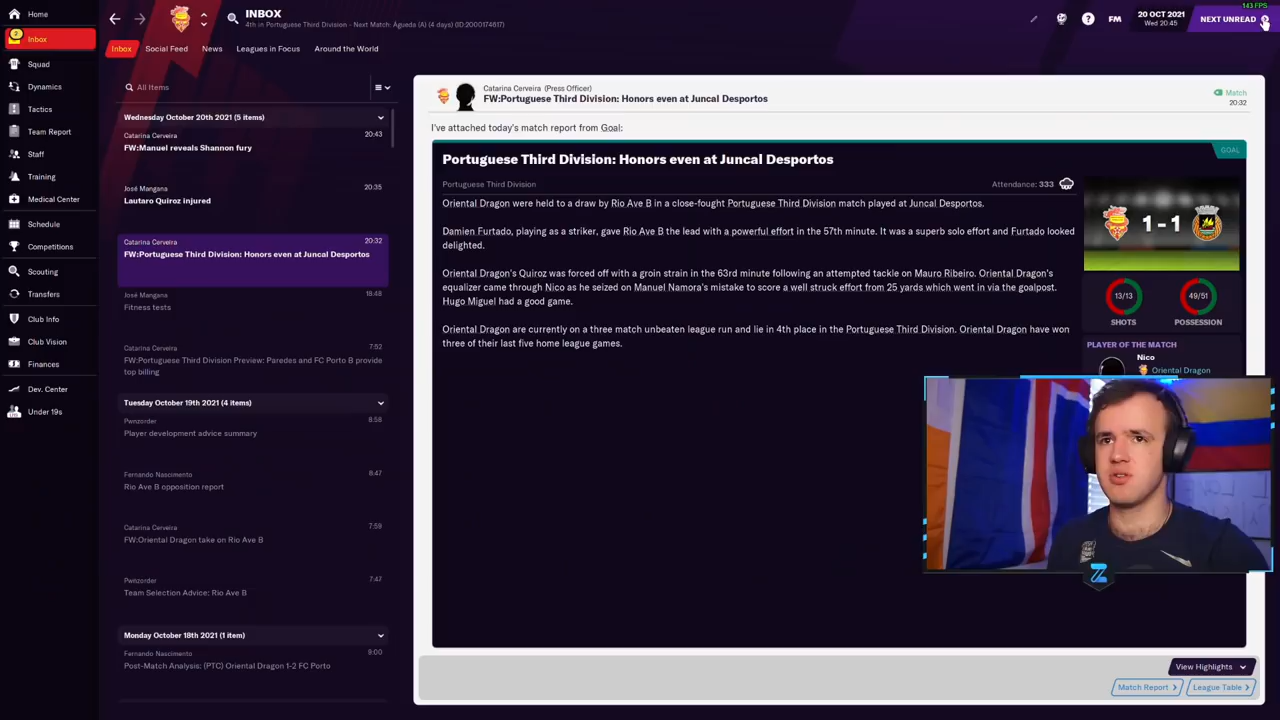 143 FPS
Home
INBOX
4th in Portuguese Third Division - Next Match: Águeda (A) (4 days) (ID:2000174617)
FM
20 OCT 2021
Wed 20:45
NEXT UNREAD
2
Inbox
Squad
Dynamics
Tactics
Team Report
Staff
Training
Medical Center
Schedule
Competitions
Scouting
Transfers
Club Info
Club Vision
Finances
Dev. Center
Under 19s
Inbox
Social Feed
News
Leagues in Focus
Around the World
All Items
Wednesday October 20th 2021 (5 items)
Catarina Cerveira 20:43
FW:Manuel reveals Shannon fury
José Mangana 20:35
Lautaro Quiroz injured
Catarina Cerveira 20:32
FW:Portuguese Third Division: Honors even at Juncal Desportos
José Mangana 18:48
Fitness tests
Catarina Cerveira 7:52
FW:Portuguese Third Division Preview: Paredes and FC Porto B provide
top billing
Tuesday October 19th 2021 (4 items)
Pwnzorder 8:58
Player development advice summary
Fernando Nascimento 8:47
Rio Ave B opposition report
Catarina Cerveira 7:59
FW:Oriental Dragon take on Rio Ave B
Pwnzorder 7:47
Team Selection Advice: Rio Ave B
Monday October 18th 2021 (1 item)
Fernando Nascimento 9:00
Post-Match Analysis: (PTC) Oriental Dragon 1-2 FC Porto
Catarina Cerveira (Press Officer)
FW:Portuguese Third Division: Honors even at Juncal Desportos
Match
20:32
I've attached today's match report from Goal:
GOAL
Portuguese Third Division: Honors even at Juncal Desportos
Portuguese Third Division
Attendance: 333
Oriental Dragon were held to a draw by Rio Ave B in a close-fought Portuguese Third Division match played at Juncal Desportos.
Damien Furtado, playing as a striker, gave Rio Ave B the lead with a powerful effort in the 57th minute. It was a superb solo effort and Furtado looked
delighted.
Oriental Dragon's Quiroz was forced off with a groin strain in the 63rd minute following an attempted tackle on Mauro Ribeiro. Oriental Dragon's
equalizer came through Nico as he seized on Manuel Namora's mistake to score a well struck effort from 25 yards which went in via the goalpost.
Hugo Miguel had a good game.
Oriental Dragon are currently on a three match unbeaten league run and lie in 4th place in the Portuguese Third Division. Oriental Dragon have won
three of their last five home league games.
1 - 1
13/13
SHOTS
49/51
POSSESSION
PLAYER OF THE MATCH
Nico
Oriental Dragon
Z
View Highlights
Match Report
League Table